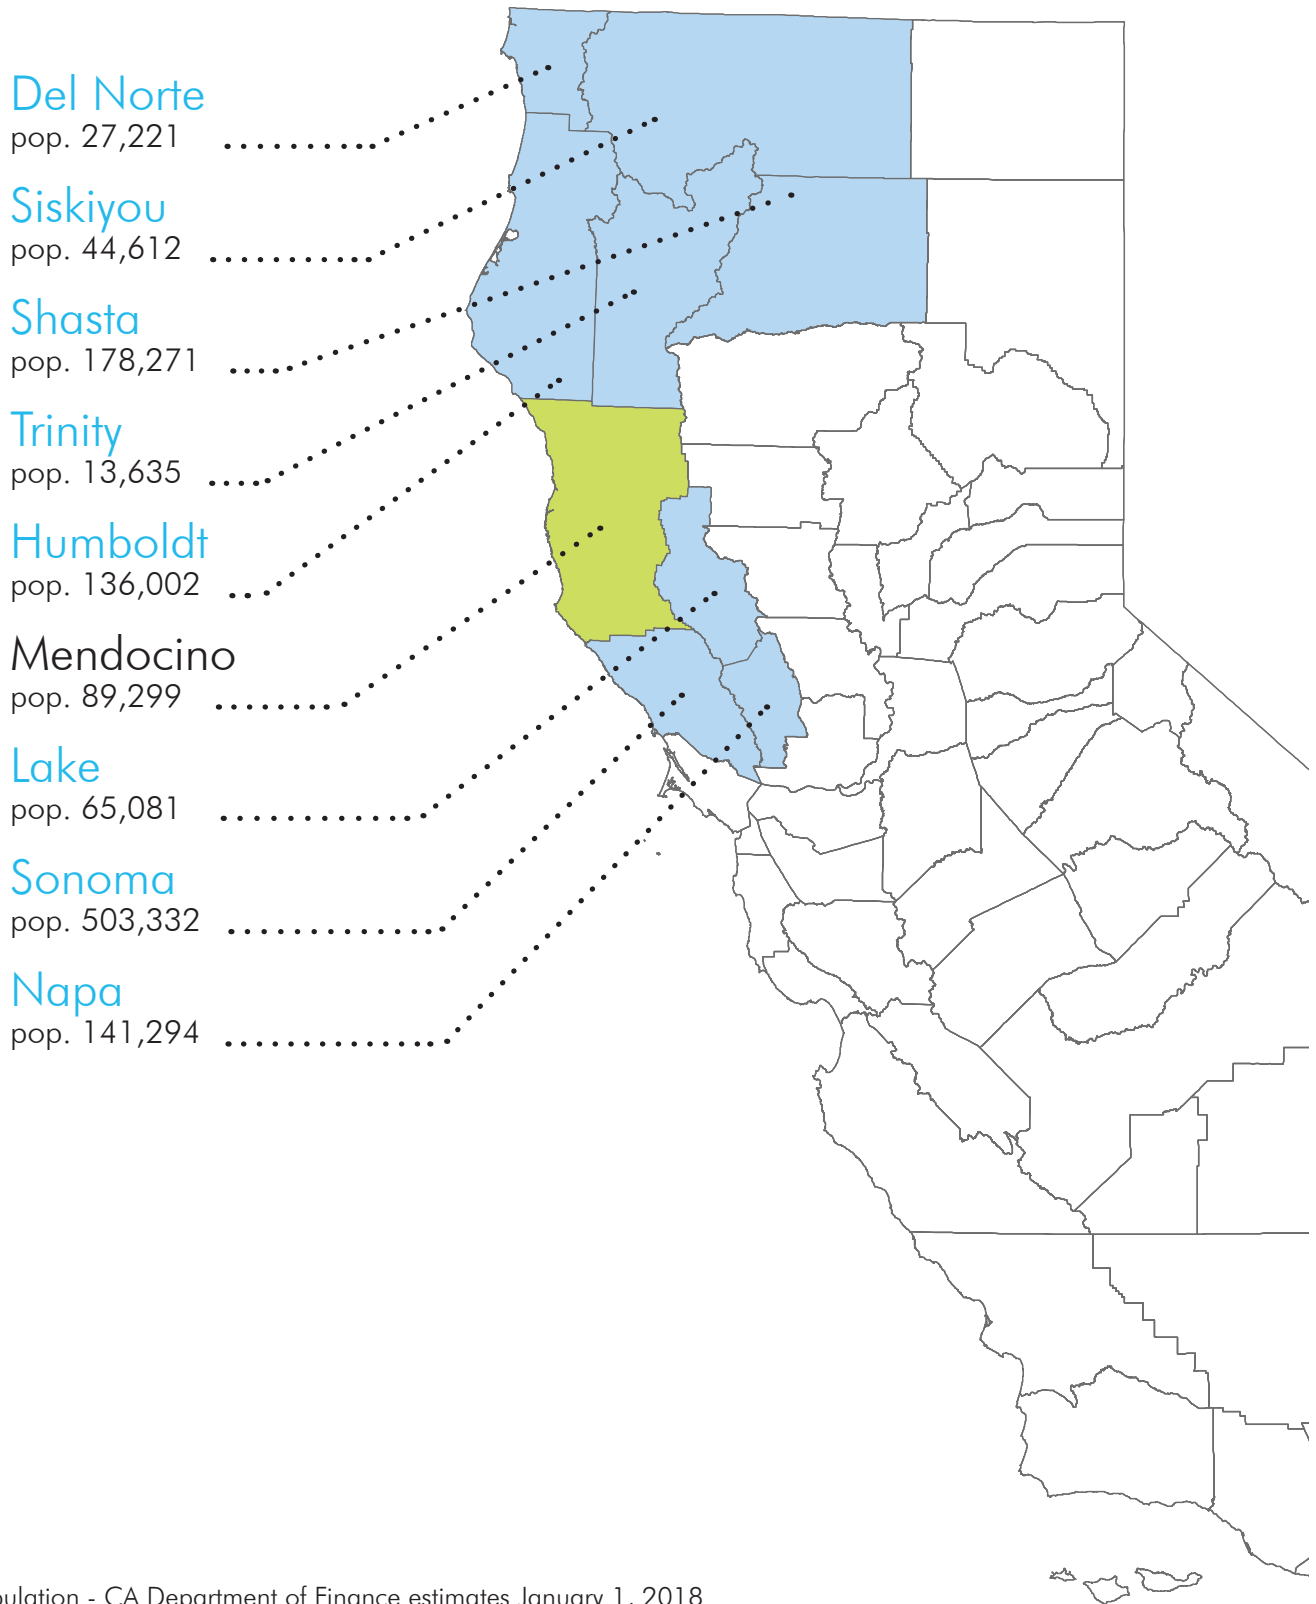 Del Norte
pop. 27,221
Siskiyou
pop. 44,612
Shasta
pop. 178,271
Trinity
pop. 13,635
Humboldt
pop. 136,002
Mendocino
pop. 89,299
Lake
pop. 65,081
Sonoma
pop. 503,332
Napa
pop. 141,294
pulation - CA Department of Finance estimates January 1, 2018